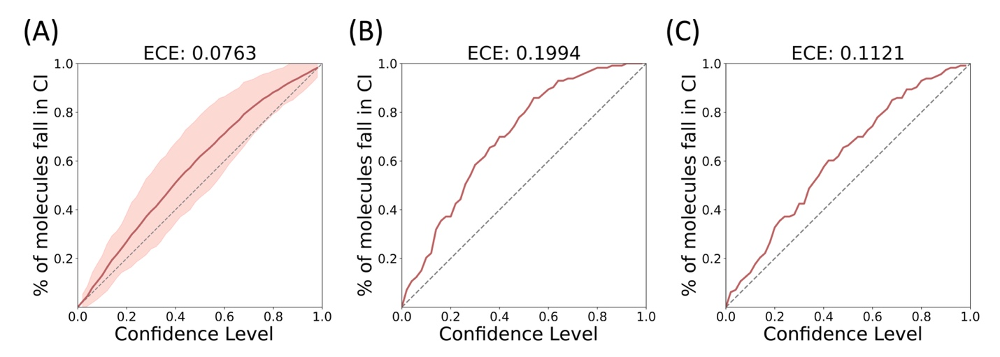 (A)
ECE: 0.0763
% of molecules fall in CI
1.0
0.8
0.6
0.4
0.2
0.0 0.2 0.4 0.6 0.8 1.0
Confidence Level
(B)
ECE: 0.1994
% of molecules fall in CI
1.0
0.8
0.6
0.4
0.2
0.0 0.2 0.4 0.6 0.8 1.0
Confidence Level
(C)
ECE: 0.1121
% of molecules fall in CI
1.0
0.8
0.6
0.4
0.2
0.0 0.2 0.4 0.6 0.8 1.0
Confidence Level